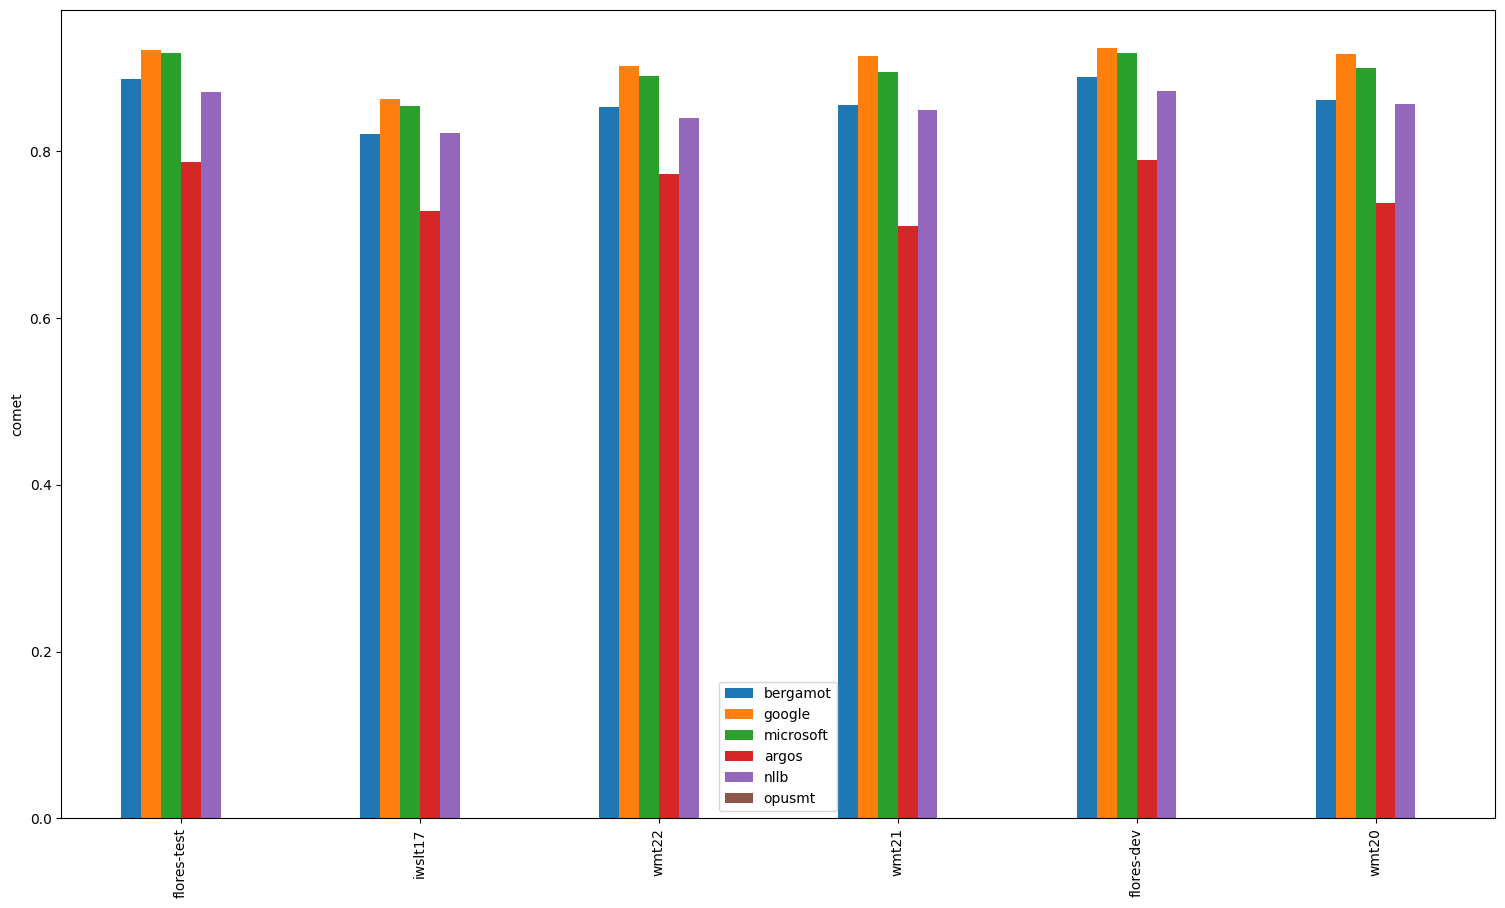 comet
0.8
0.6
0.4
0.2
0.0
bergamot
google
microsoft
argos
nllb
opusmt
flores-test
iwslt17
wmt22
wmt21
flores-dev
wmt20